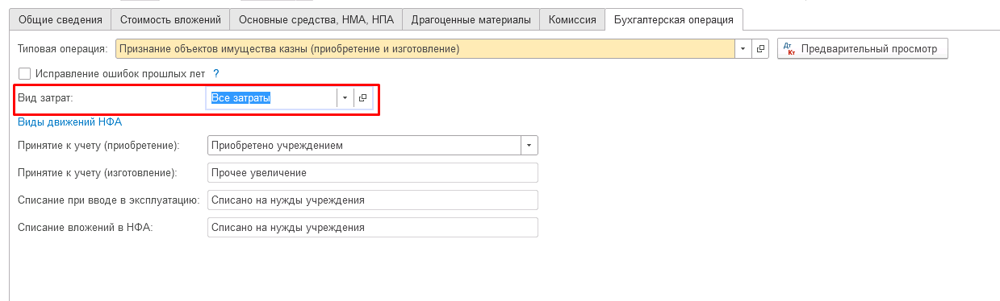 Общие сведения Стоимость вложений Основные средства, НМА, НПА Драгоценные материалы Комиссия Бухгалтерская операция
Типовая операция: Признание объектов имущества казны (приобретение и изготовление) Дт Кт Предварительный просмотр
Исправление ошибок прошлых лет ?
Вид затрат: Все затраты
Виды движений НФА
Принятие к учету (приобретение): Приобретено учреждением
Принятие к учету (изготовление): Прочее увеличение
Списание при вводе в эксплуатацию: Списано на нужды учреждения
Списание вложений в НФА: Списано на нужды учреждения